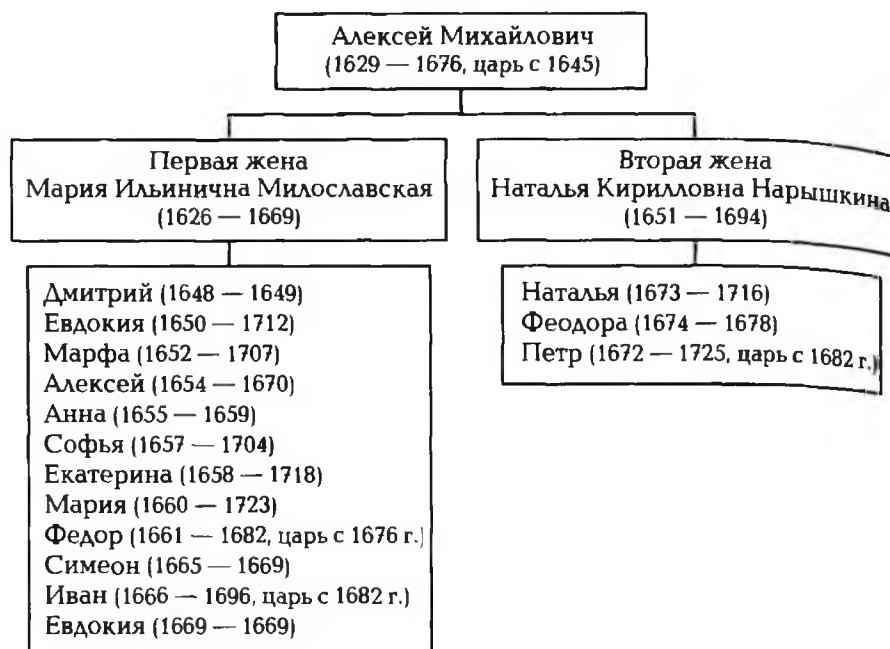 Алексей Михайлович
(1629 — 1676, царь с 1645)
Первая жена
Мария Ильинична Милославская
(1626 — 1669)
Вторая жена
Наталья Кирилловна Нарышкина
(1651 — 1694)
Дмитрий (1648 — 1649)
Евдокия (1650 — 1712)
Марфа (1652 — 1707)
Алексей (1654 — 1670)
Анна (1655 — 1659)
Софья (1657 — 1704)
Екатерина (1658 — 1718)
Мария (1660 — 1723)
Федор (1661 — 1682, царь с 1676 г.)
Симеон (1665 — 1669)
Иван (1666 — 1696, царь с 1682 г.)
Евдокия (1669 — 1669)
Наталья (1673 — 1716)
Феодора (1674 — 1678)
Петр (1672 — 1725, царь с 1682 г.)